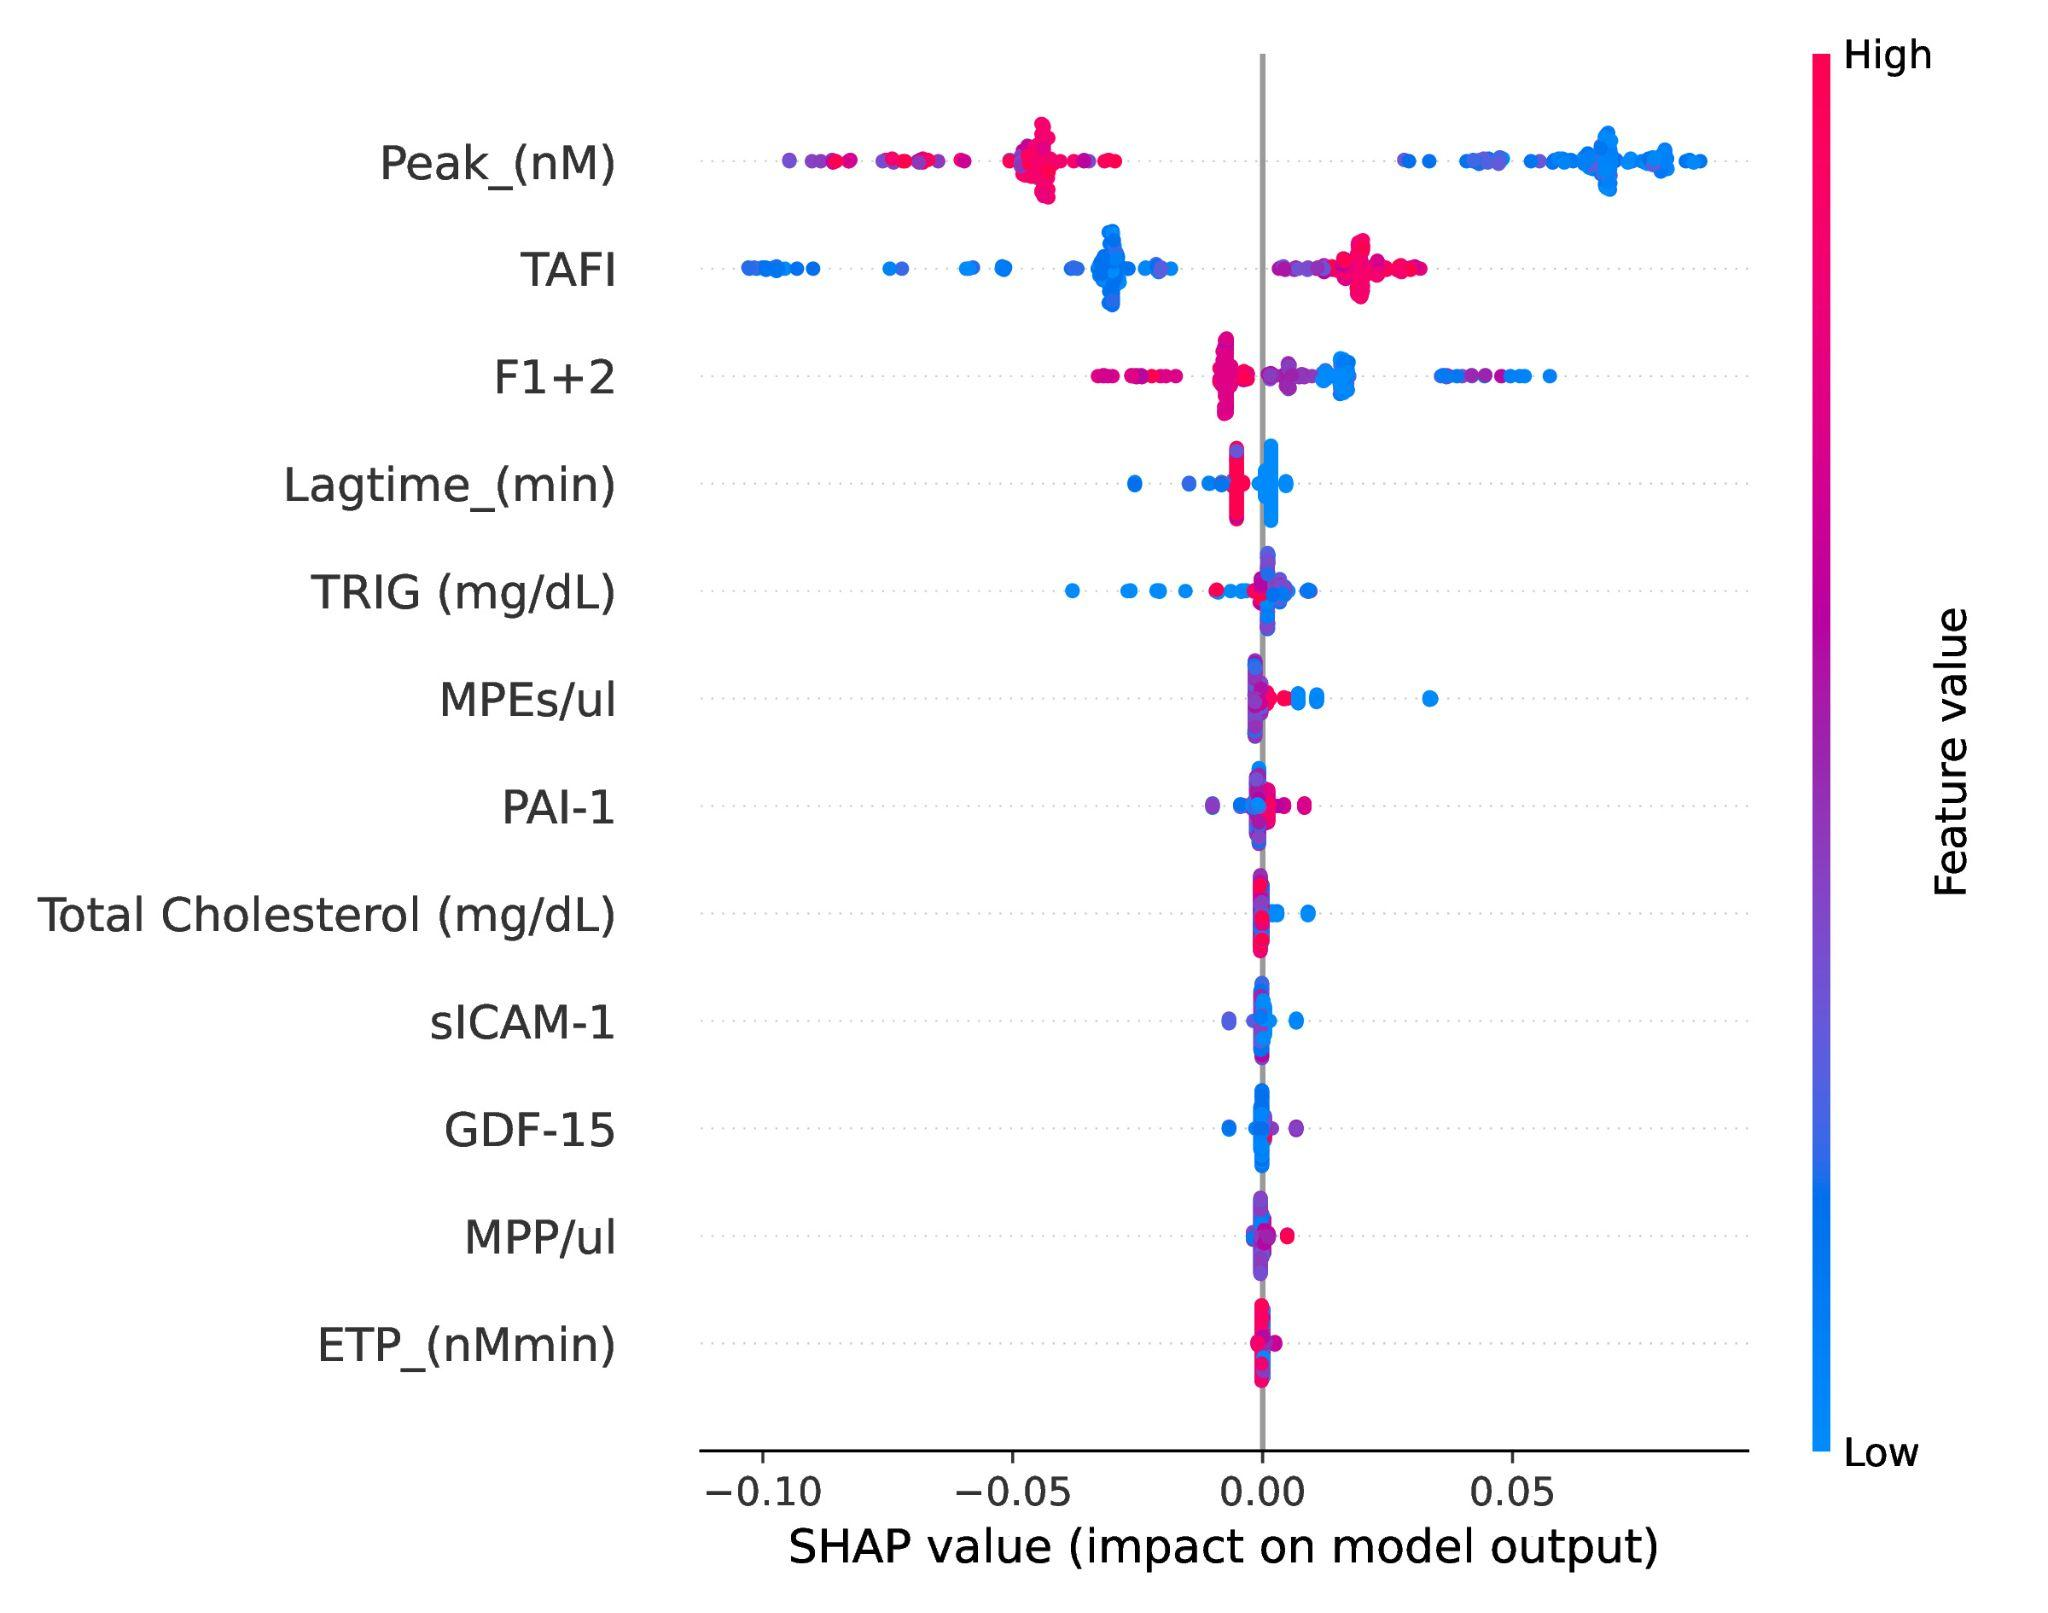 High
Peak_(nM)
TAFI
F1+2
Lagtime_(min)
TRIG (mg/dL)
MPEs/ul
PAI-1
Total Cholesterol (mg/dL)
sICAM-1
GDF-15
MPP/ul
ETP_(nMmin)
Feature value
Low
−0.10 −0.05 0.00 0.05
SHAP value (impact on model output)